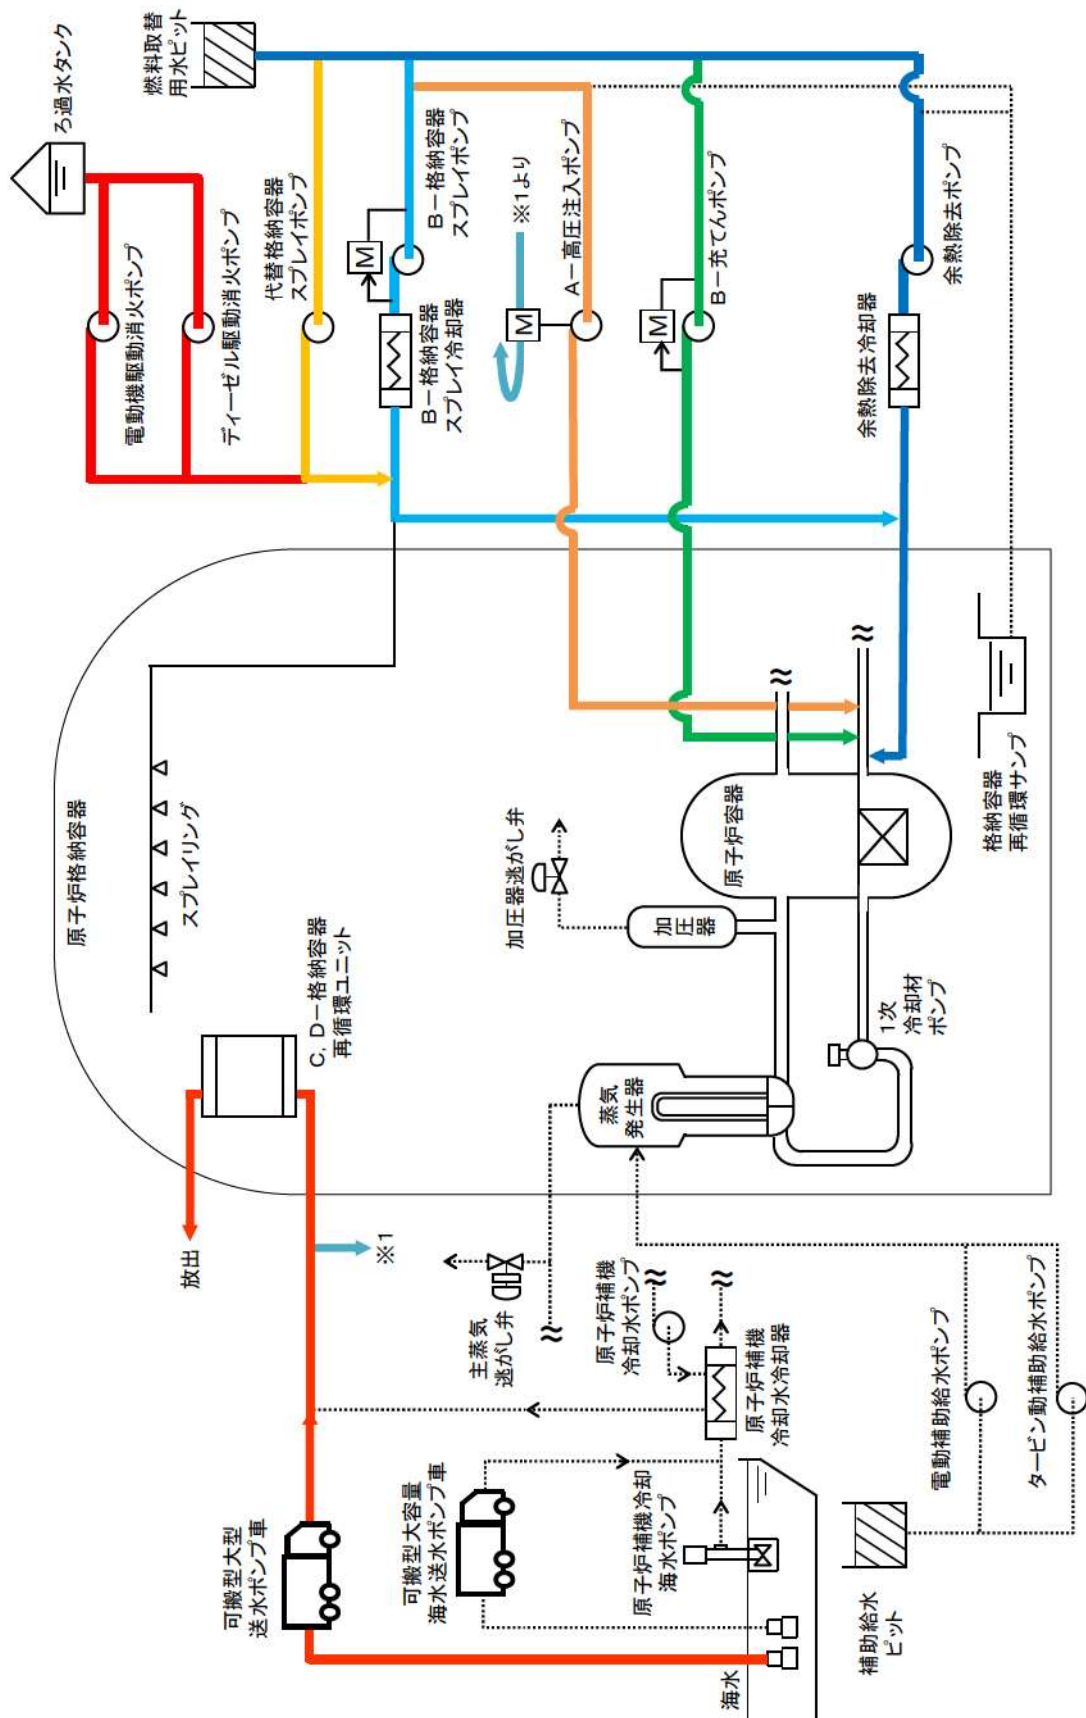 可搬型大型
送水ポンプ車
可搬型大容量
海水送水ポンプ車
原子炉補機冷却
海水ポンプ
海水
補助給水
ピット
放出
※1
主蒸気
逃がし弁
原子炉補機
冷却水ポンプ
原子炉補機
冷却水冷却器
電動補助給水ポンプ
タービン動補助給水ポンプ
原子炉格納容器
スプレイリング
C, D－格納容器
再循環ユニット
加圧器逃がし弁
加
圧
器
蒸気
発生器
1次
冷却材
ポンプ
原子炉容器
格納容器
再循環サンプ
ろ過水タンク
燃料取替
用水ピット
電動機駆動消火ポンプ
ディーゼル駆動消火ポンプ
代替格納容器
スプレイポンプ
B－格納容器
スプレイポンプ
M
B－格納容器
スプレイ冷却器
※1より
M
A－高圧注入ポンプ
M
B－充てんポンプ
余熱除去ポンプ
余熱除去冷却器